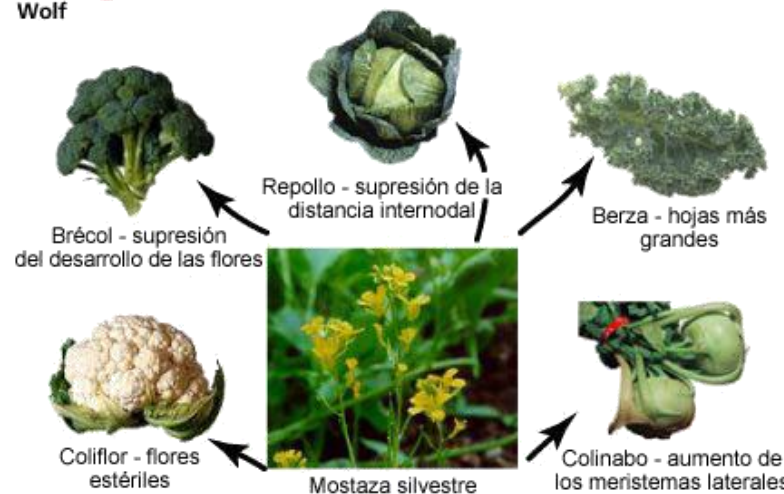 Wolf
Repollo - supresión de la
distancia internodal
Berza - hojas más
grandes
Brécol - supresión
del desarrollo de las flores
Coliflor - flores
estériles
Mostaza silvestre
Colinabo - aumento de
los meristemas laterales